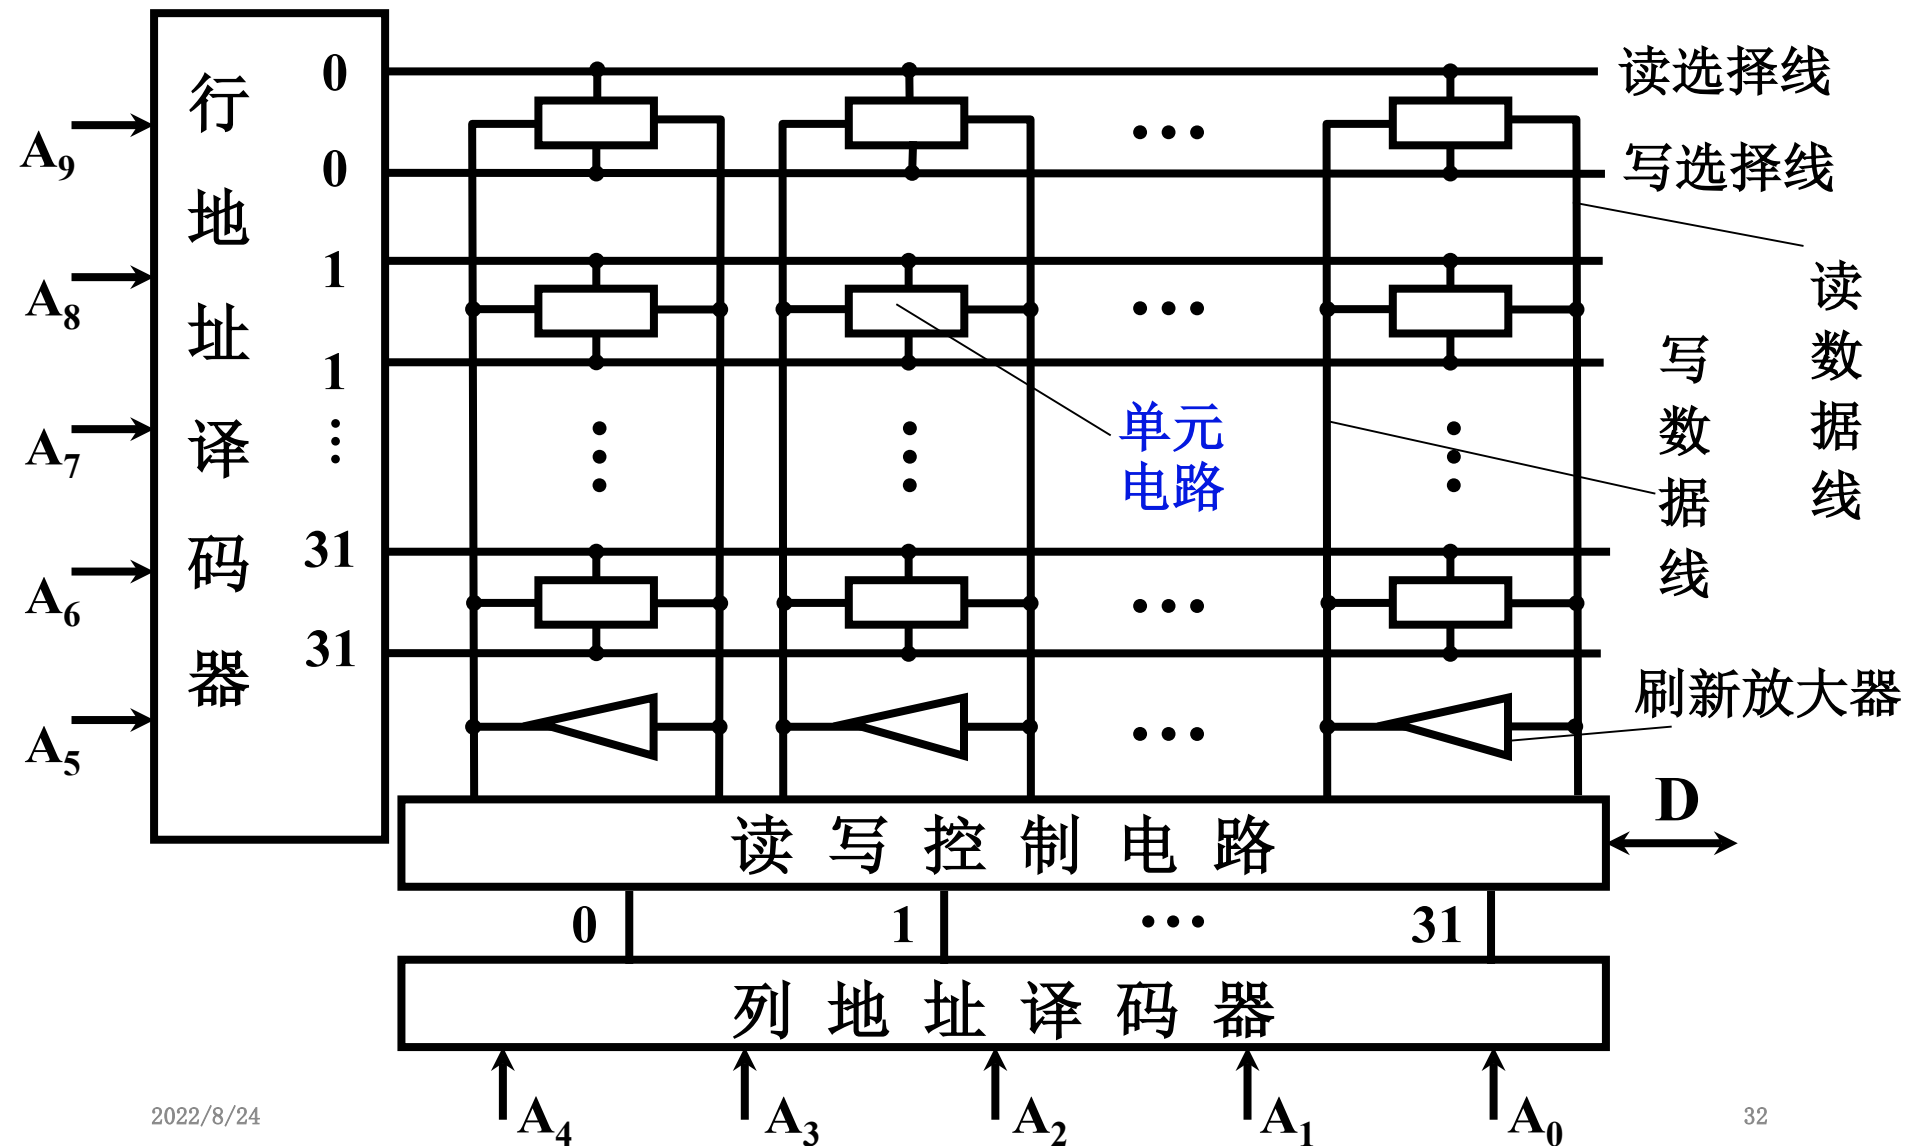 行地址译码器
0
0
1
1
⋮
31
31
A9
A8
A7
A6
A5
读选择线
写选择线
读数据线
写数据线
单元
电路
刷新放大器
读写控制电路
D
0 1 ··· 31
列地址译码器
A4 A3 A2 A1 A0
2022/8/24
32